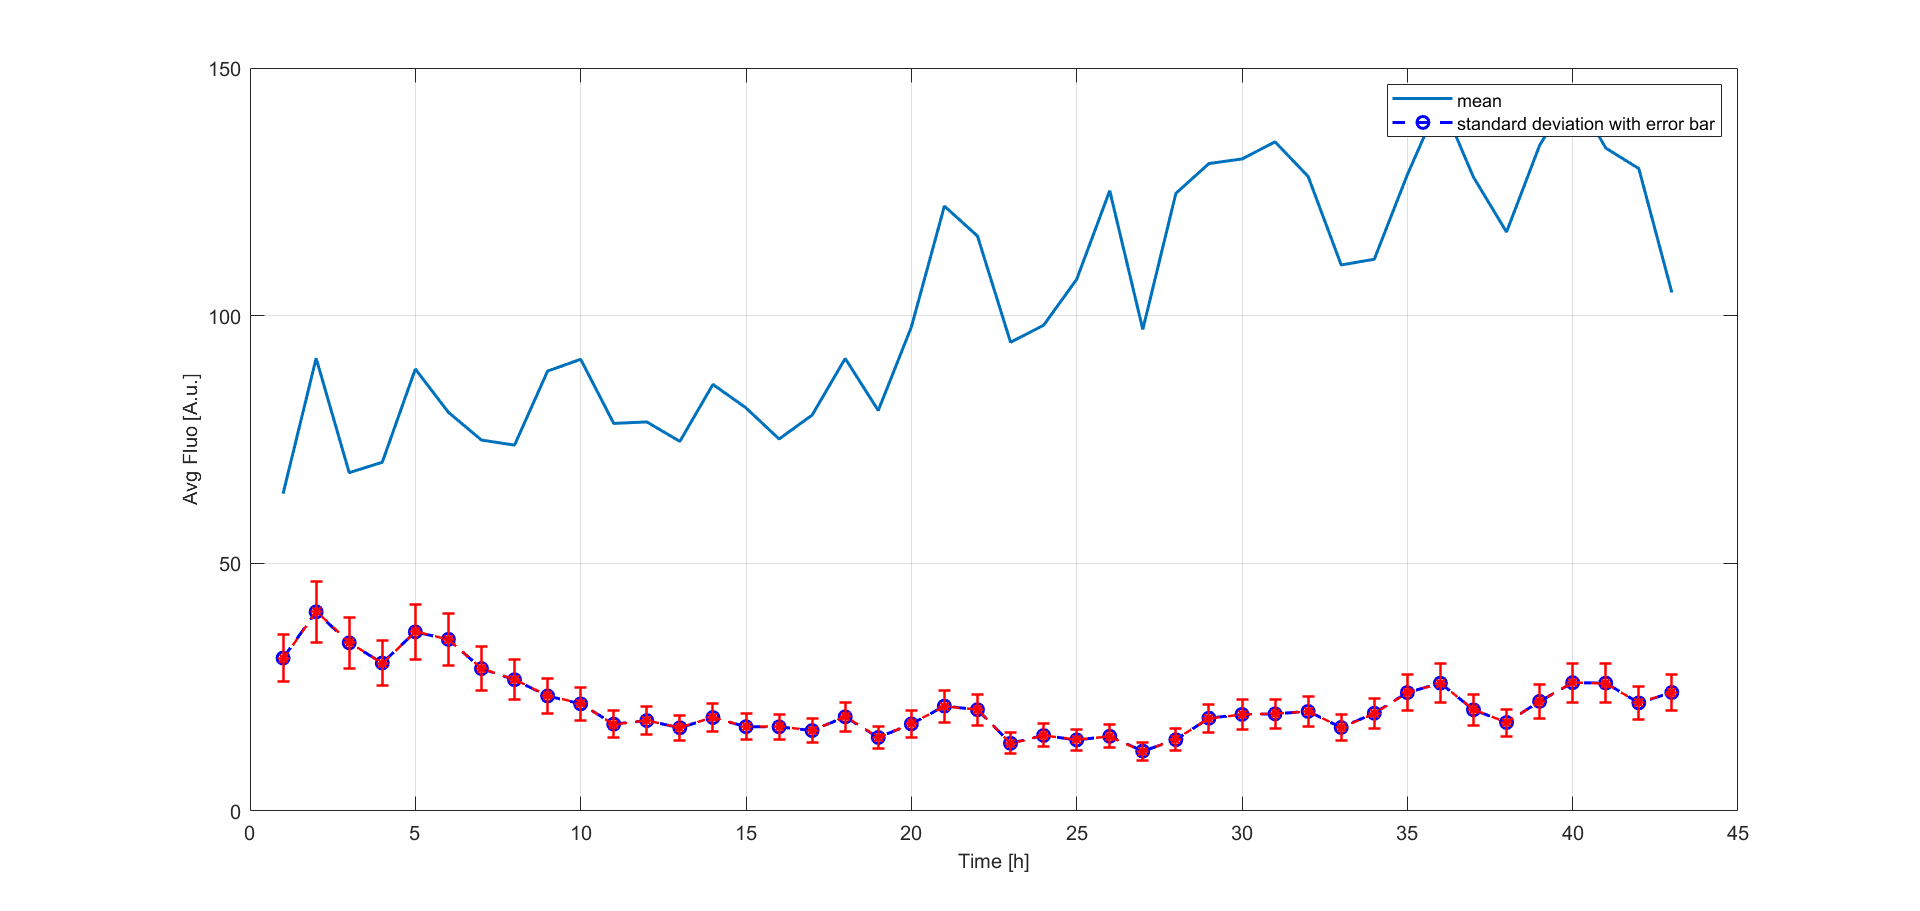 150
mean
standard deviation with error bar
100
Avg Fluo [A.u.]
50
0
0 5 10 15 20 25 30 35 40 45
Time [h]